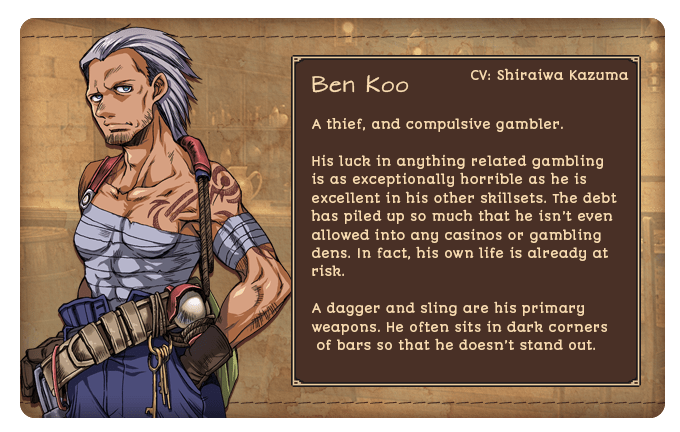 Ben Koo
CV: Shiraiwa Kazuma
A thief, and compulsive gambler.
His luck in anything related gambling
is as exceptionally horrible as he is
excellent in his other skillsets. The debt
has piled up so much that he isn't even
allowed into any casinos or gambling
dens. In fact, his own life is already at
risk.
A dagger and sling are his primary
weapons. He often sits in dark corners
of bars so that he doesn't stand out.